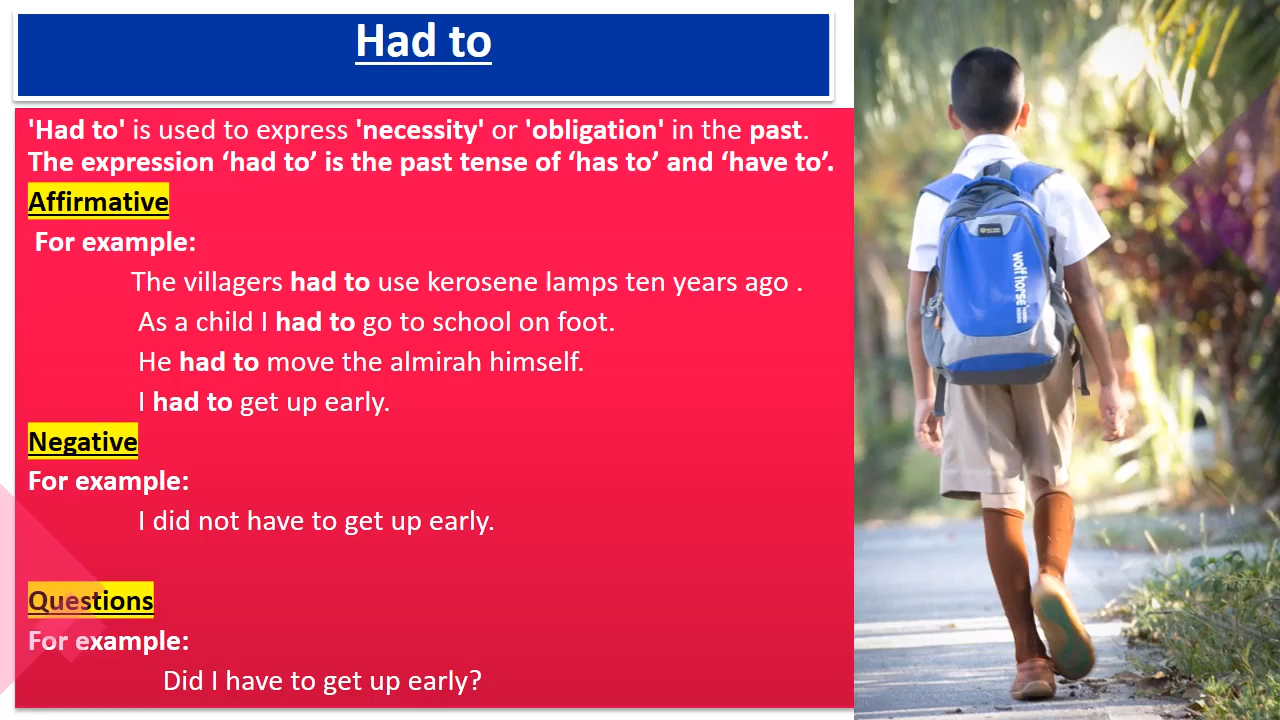 Had to
'Had to' is used to express 'necessity' or 'obligation' in the past.
The expression ‘had to’ is the past tense of ‘has to’ and ‘have to’.
Affirmative
For example:
The villagers had to use kerosene lamps ten years ago .
As a child I had to go to school on foot.
He had to move the almirah himself.
I had to get up early.
Negative
For example:
I did not have to get up early.
Questions
For example:
Did I have to get up early?
wolf horse